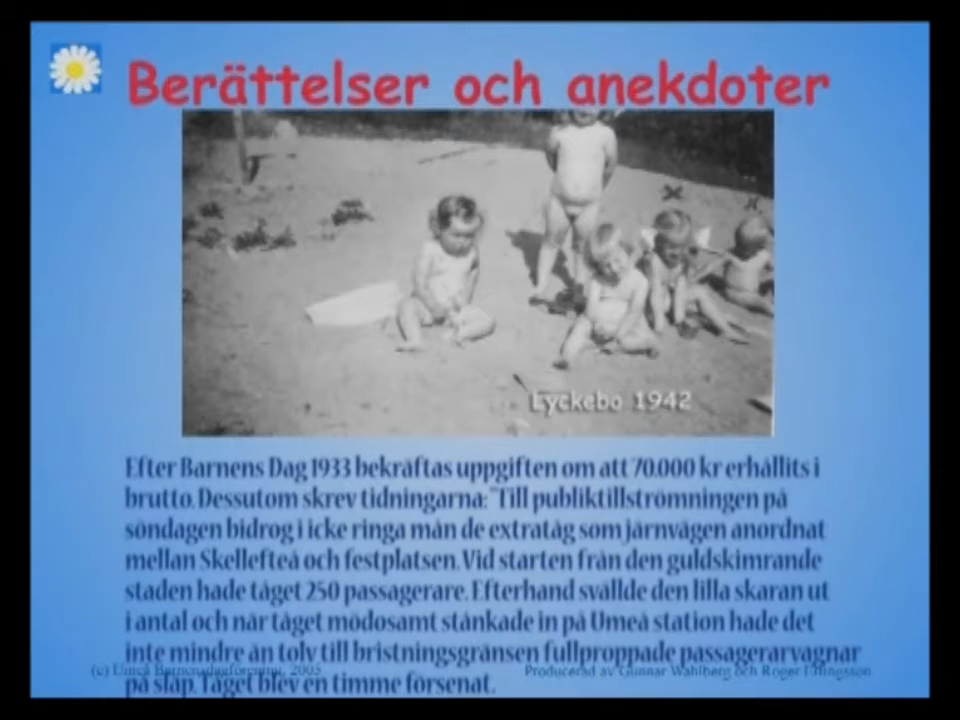 Berättelser och anekdoter
Lyckebo 1942
Efter Barnens Dag 1933 bekräftas uppgiften om att 70.000 kr erhållits i
brutto. Dessutom skrev tidningarna: "Till publiktillströmningen på
söndagen bidrog i icke ringa mån de extratåg som järnvägen anordnat
mellan Skellefteå och festplatsen. Vid starten från den guldskimrande
staden hade tåget 250 passagerare. Efterhand svällde den lilla skaran ut
i antal och när tåget mödosamt stånkade in på Umeå station hade det
inte mindre än tolv till bristningsgränsen fullproppade passagerarvagnar
(c) Umeå Barnensdagförening, 2005
Producerad av Gunnar Wahlberg och Roger
på släp. Tåget blev en timme försenat.